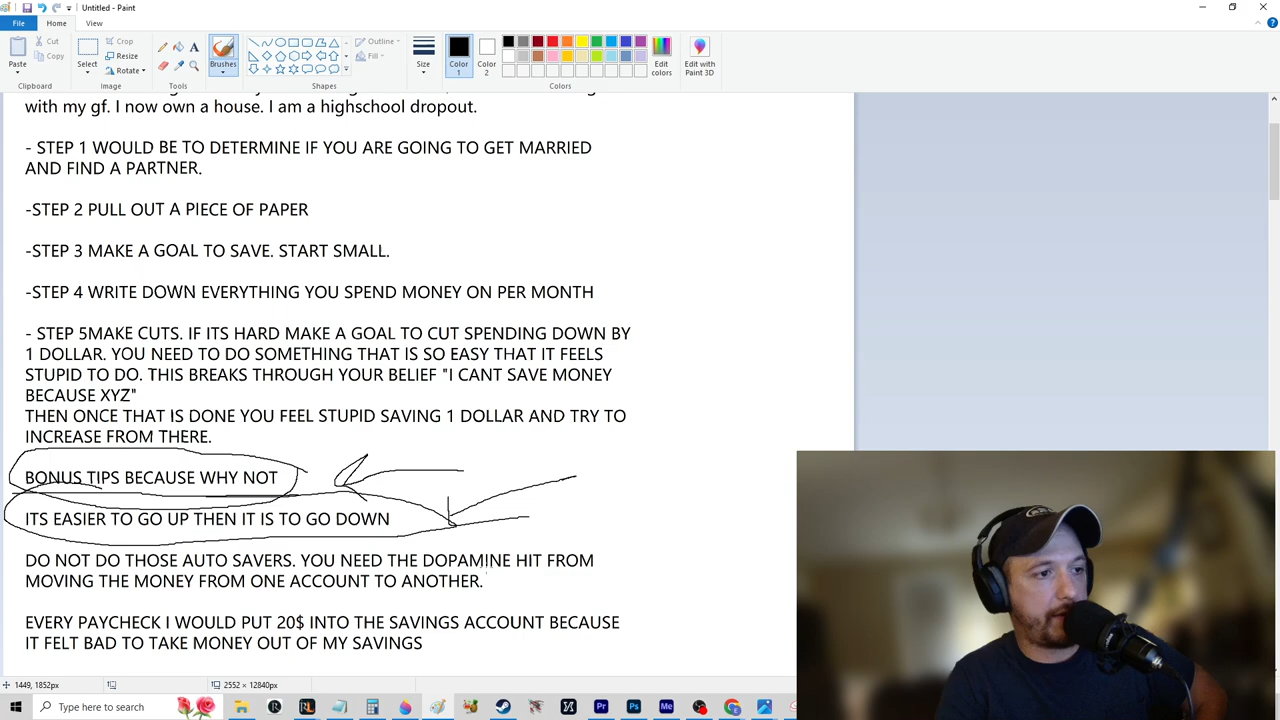 Untitled - Paint
File
Home
View
Paste
Cut
Copy
Clipboard
Select
Crop
Resize
Rotate
Image
Tools
Brushes
Outline
Fill
Shapes
Size
Color
1
Color
2
Edit
colors
Edit with
Paint 3D
Colors
with my gf. I now own a house. I am a highschool dropout.
- STEP 1 WOULD BE TO DETERMINE IF YOU ARE GOING TO GET MARRIED
AND FIND A PARTNER.
-STEP 2 PULL OUT A PIECE OF PAPER
-STEP 3 MAKE A GOAL TO SAVE. START SMALL.
-STEP 4 WRITE DOWN EVERYTHING YOU SPEND MONEY ON PER MONTH
- STEP 5MAKE CUTS. IF ITS HARD MAKE A GOAL TO CUT SPENDING DOWN BY
1 DOLLAR. YOU NEED TO DO SOMETHING THAT IS SO EASY THAT IT FEELS
STUPID TO DO. THIS BREAKS THROUGH YOUR BELIEF "I CANT SAVE MONEY
BECAUSE XYZ"
THEN ONCE THAT IS DONE YOU FEEL STUPID SAVING 1 DOLLAR AND TRY TO
INCREASE FROM THERE.
BONUS TIPS BECAUSE WHY NOT
ITS EASIER TO GO UP THEN IT IS TO GO DOWN
DO NOT DO THOSE AUTO SAVERS. YOU NEED THE DOPAMINE HIT FROM
MOVING THE MONEY FROM ONE ACCOUNT TO ANOTHER.
EVERY PAYCHECK I WOULD PUT 20$ INTO THE SAVINGS ACCOUNT BECAUSE
IT FELT BAD TO TAKE MONEY OUT OF MY SAVINGS
1449, 1852px
2552 × 12840px
Type here to search